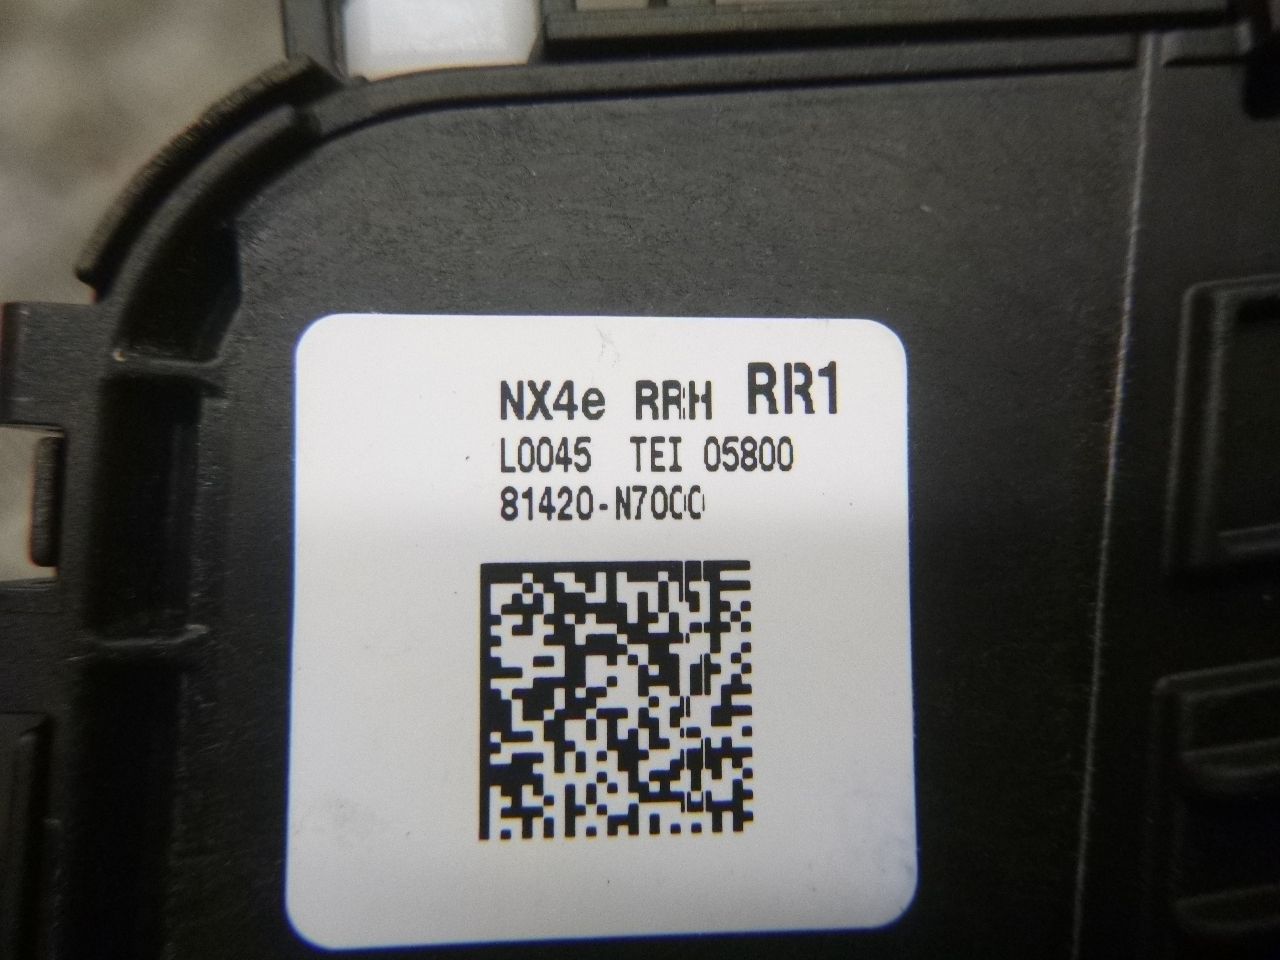 NX4e RRH RR1
L0045 TEI 05800
81420-N7000